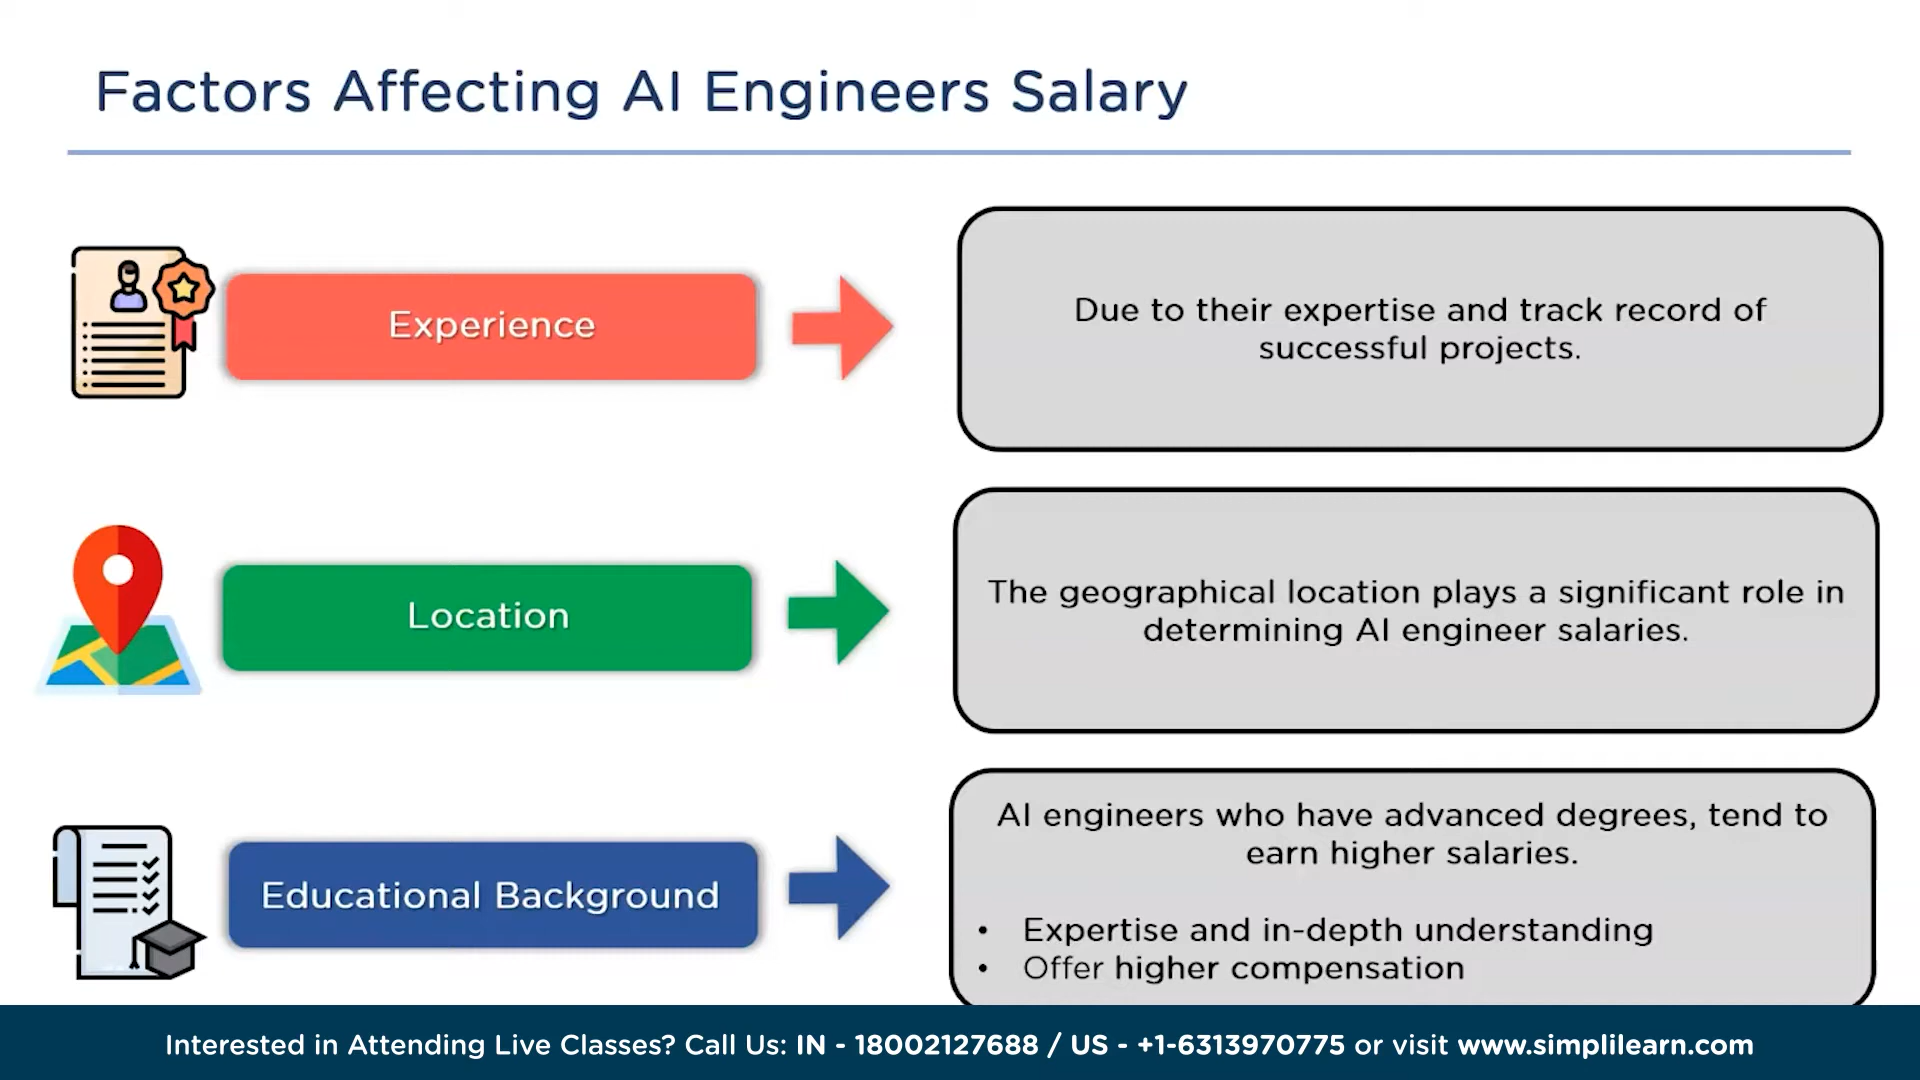 Factors Affecting AI Engineers Salary
Experience
Due to their expertise and track record of
successful projects.
Location
The geographical location plays a significant role in
determining AI engineer salaries.
Educational Background
AI engineers who have advanced degrees, tend to
earn higher salaries.
• Expertise and in-depth understanding
• Offer higher compensation
Interested in Attending Live Classes? Call Us: IN - 18002127688 / US - +1-6313970775 or visit www.simplilearn.com